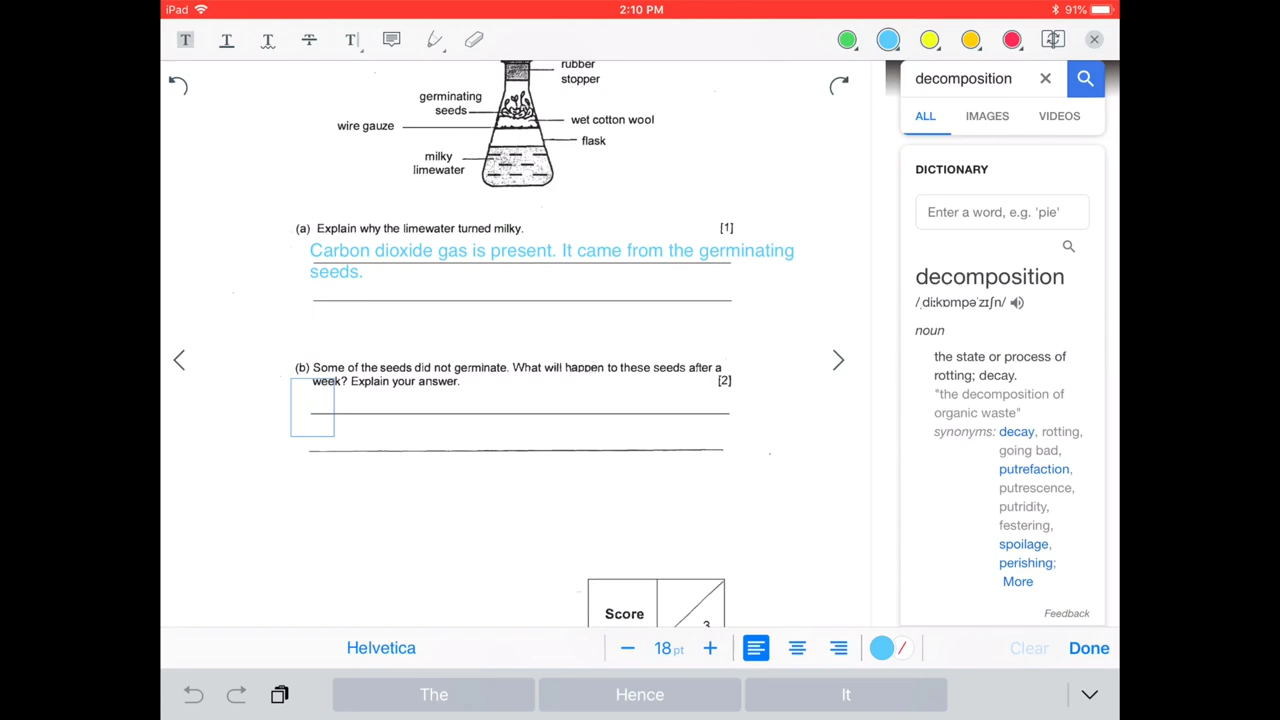 iPad
2:10 PM
91%
T
T
T
T
T
decomposition
rubber
stopper
germinating
seeds
wet cotton wool
wire gauze
flask
milky
limewater
ALL IMAGES VIDEOS
DICTIONARY
Enter a word, e.g. 'pie'
decomposition
/ˌdiːkɒmpəˈzɪʃn/
noun
the state or process of
rotting; decay.
"the decomposition of
organic waste"
synonyms: decay, rotting,
going bad,
putrefaction,
putrescence,
putridity,
festering,
spoilage,
perishing;
More
Feedback
(a) Explain why the limewater turned milky. [1]
Carbon dioxide gas is present. It came from the germinating
seeds.
(b) Some of the seeds did not germinate. What will happen to these seeds after a
week? Explain your answer. [2]
Score
3
Helvetica
− 18pt +
Clear Done
The Hence It